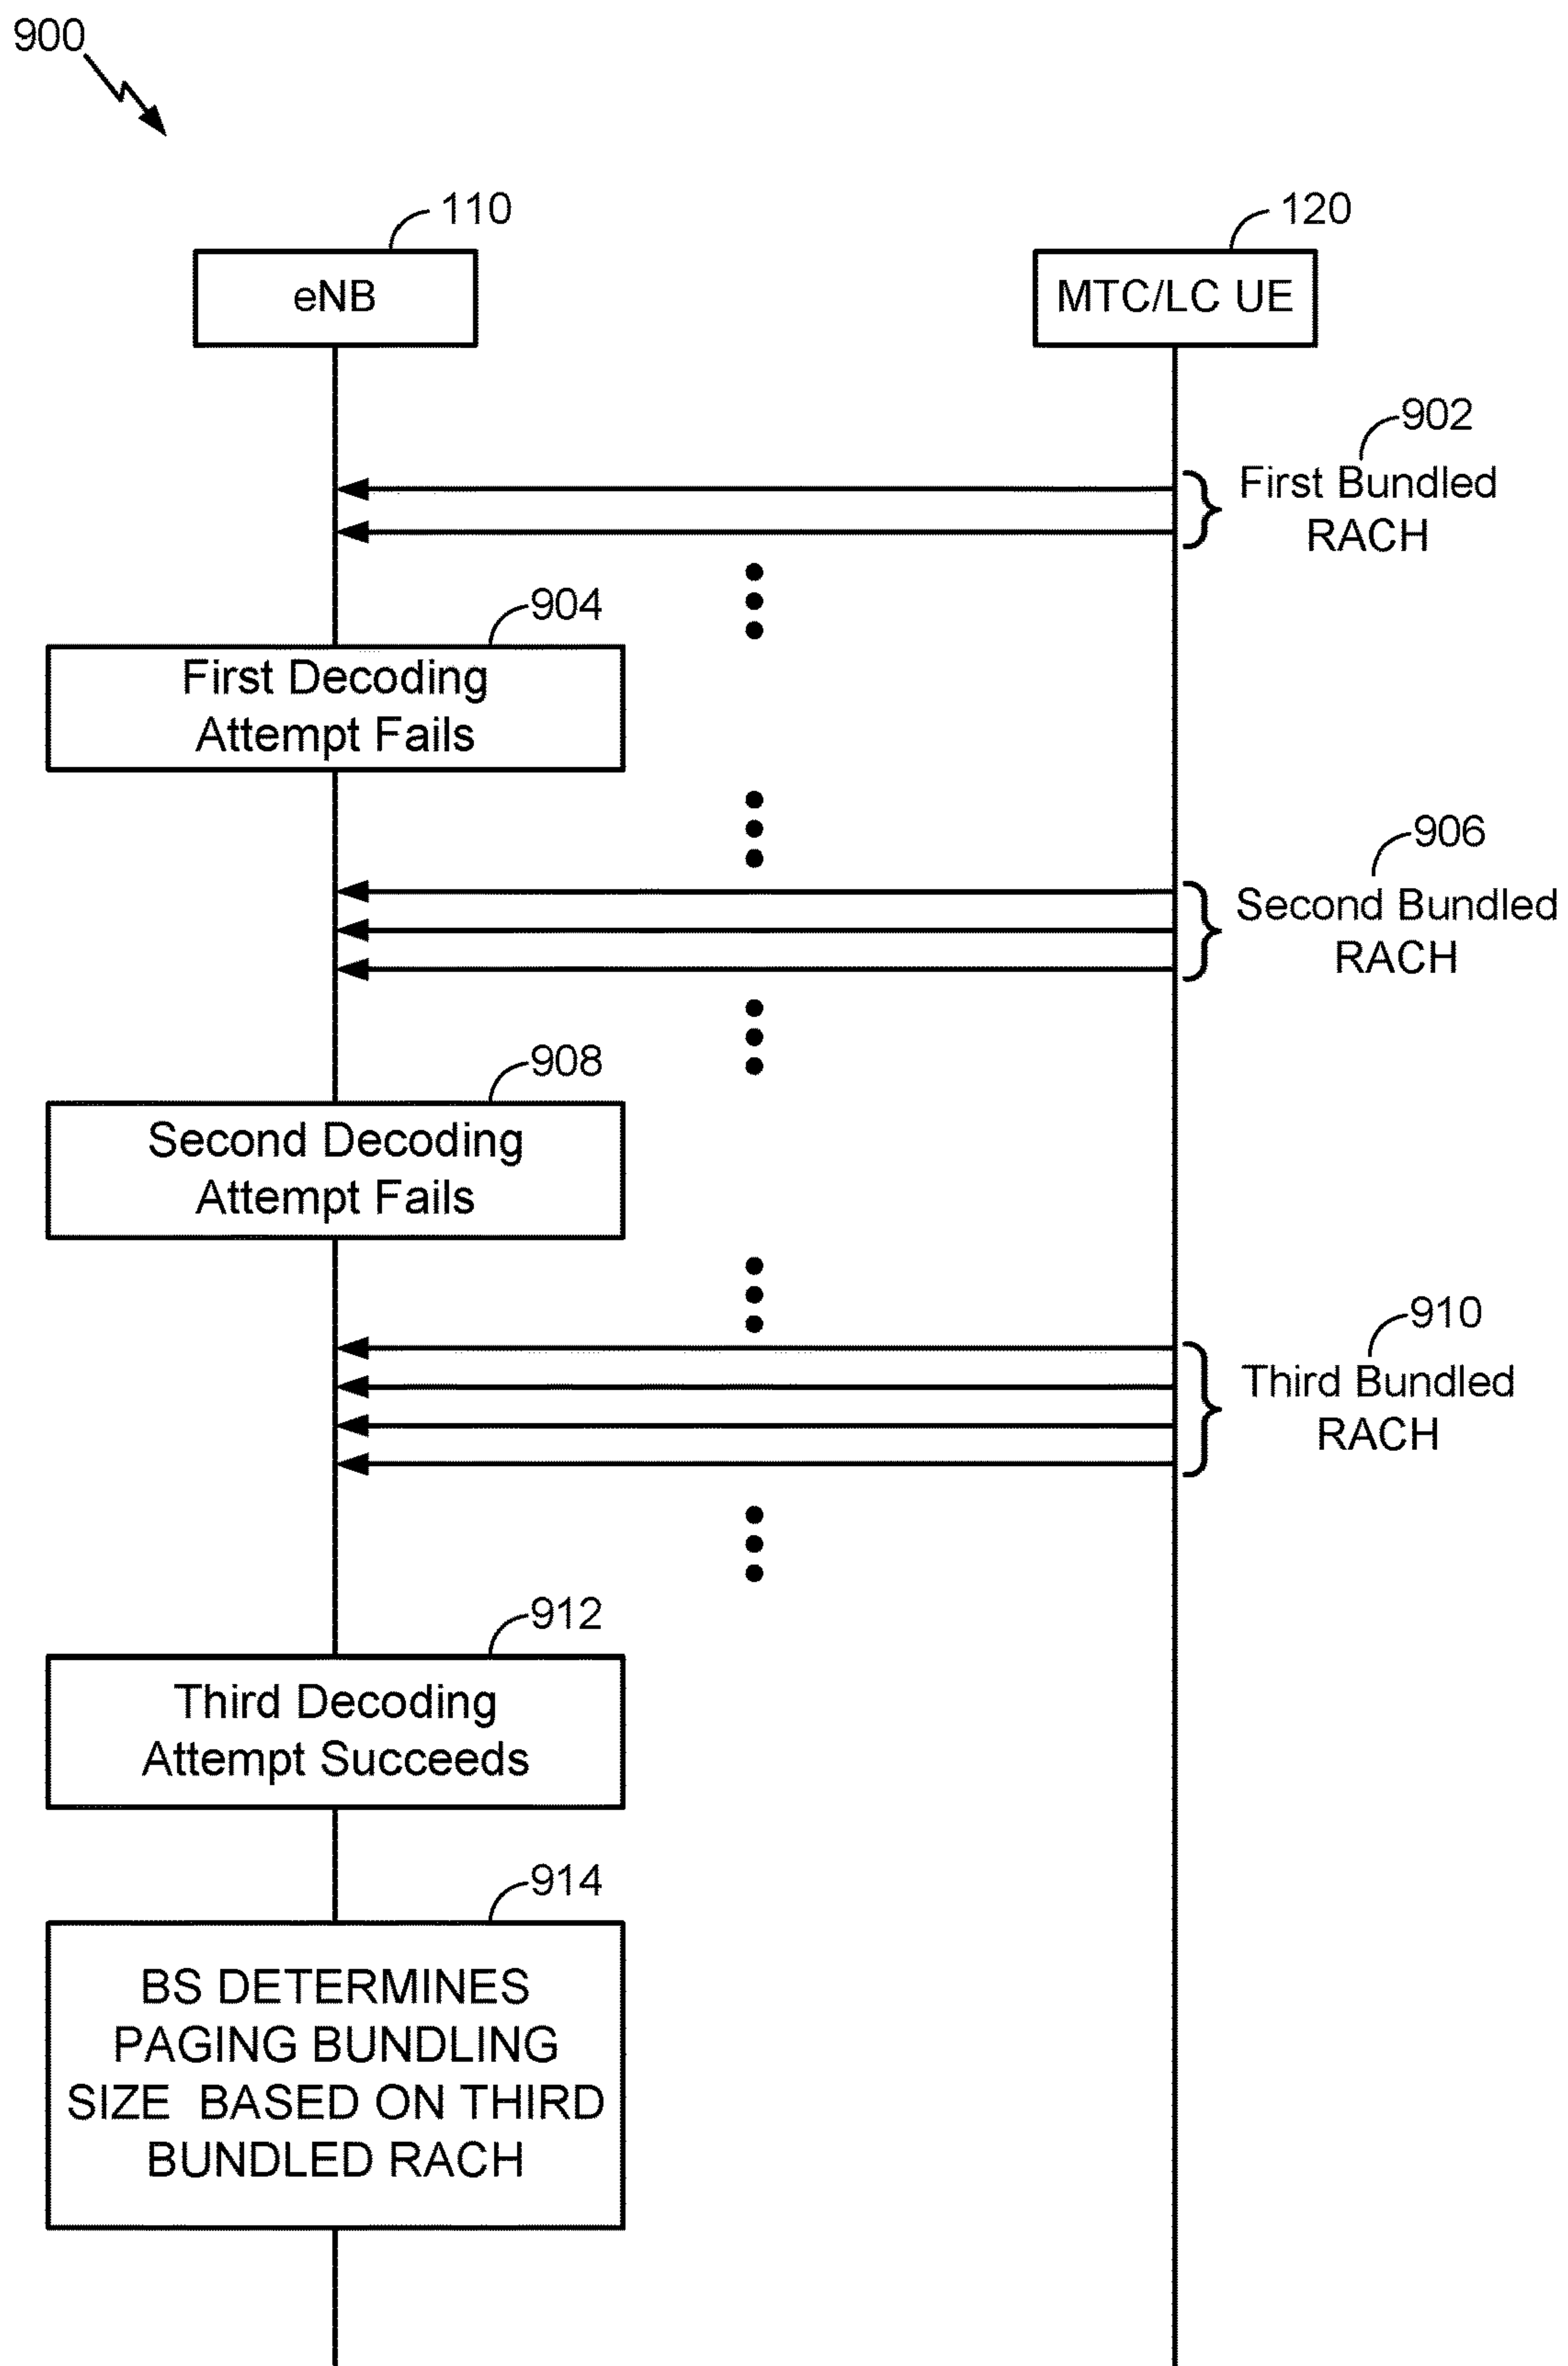 900
110
120
eNB
MTC/LC UE
902
First Bundled
RACH
904
First Decoding
Attempt Fails
906
Second Bundled
RACH
908
Second Decoding
Attempt Fails
910
Third Bundled
RACH
912
Third Decoding
Attempt Succeeds
914
BS DETERMINES
PAGING BUNDLING
SIZE BASED ON THIRD
BUNDLED RACH